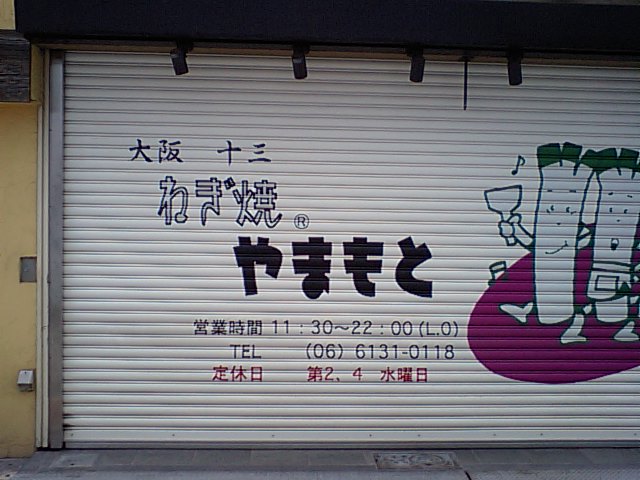 大阪 十三
ねぎ焼®
やまもと
営業時間 11:30〜22:00(L.O)
TEL (06) 6131-0118
定休日 第2、4 水曜日